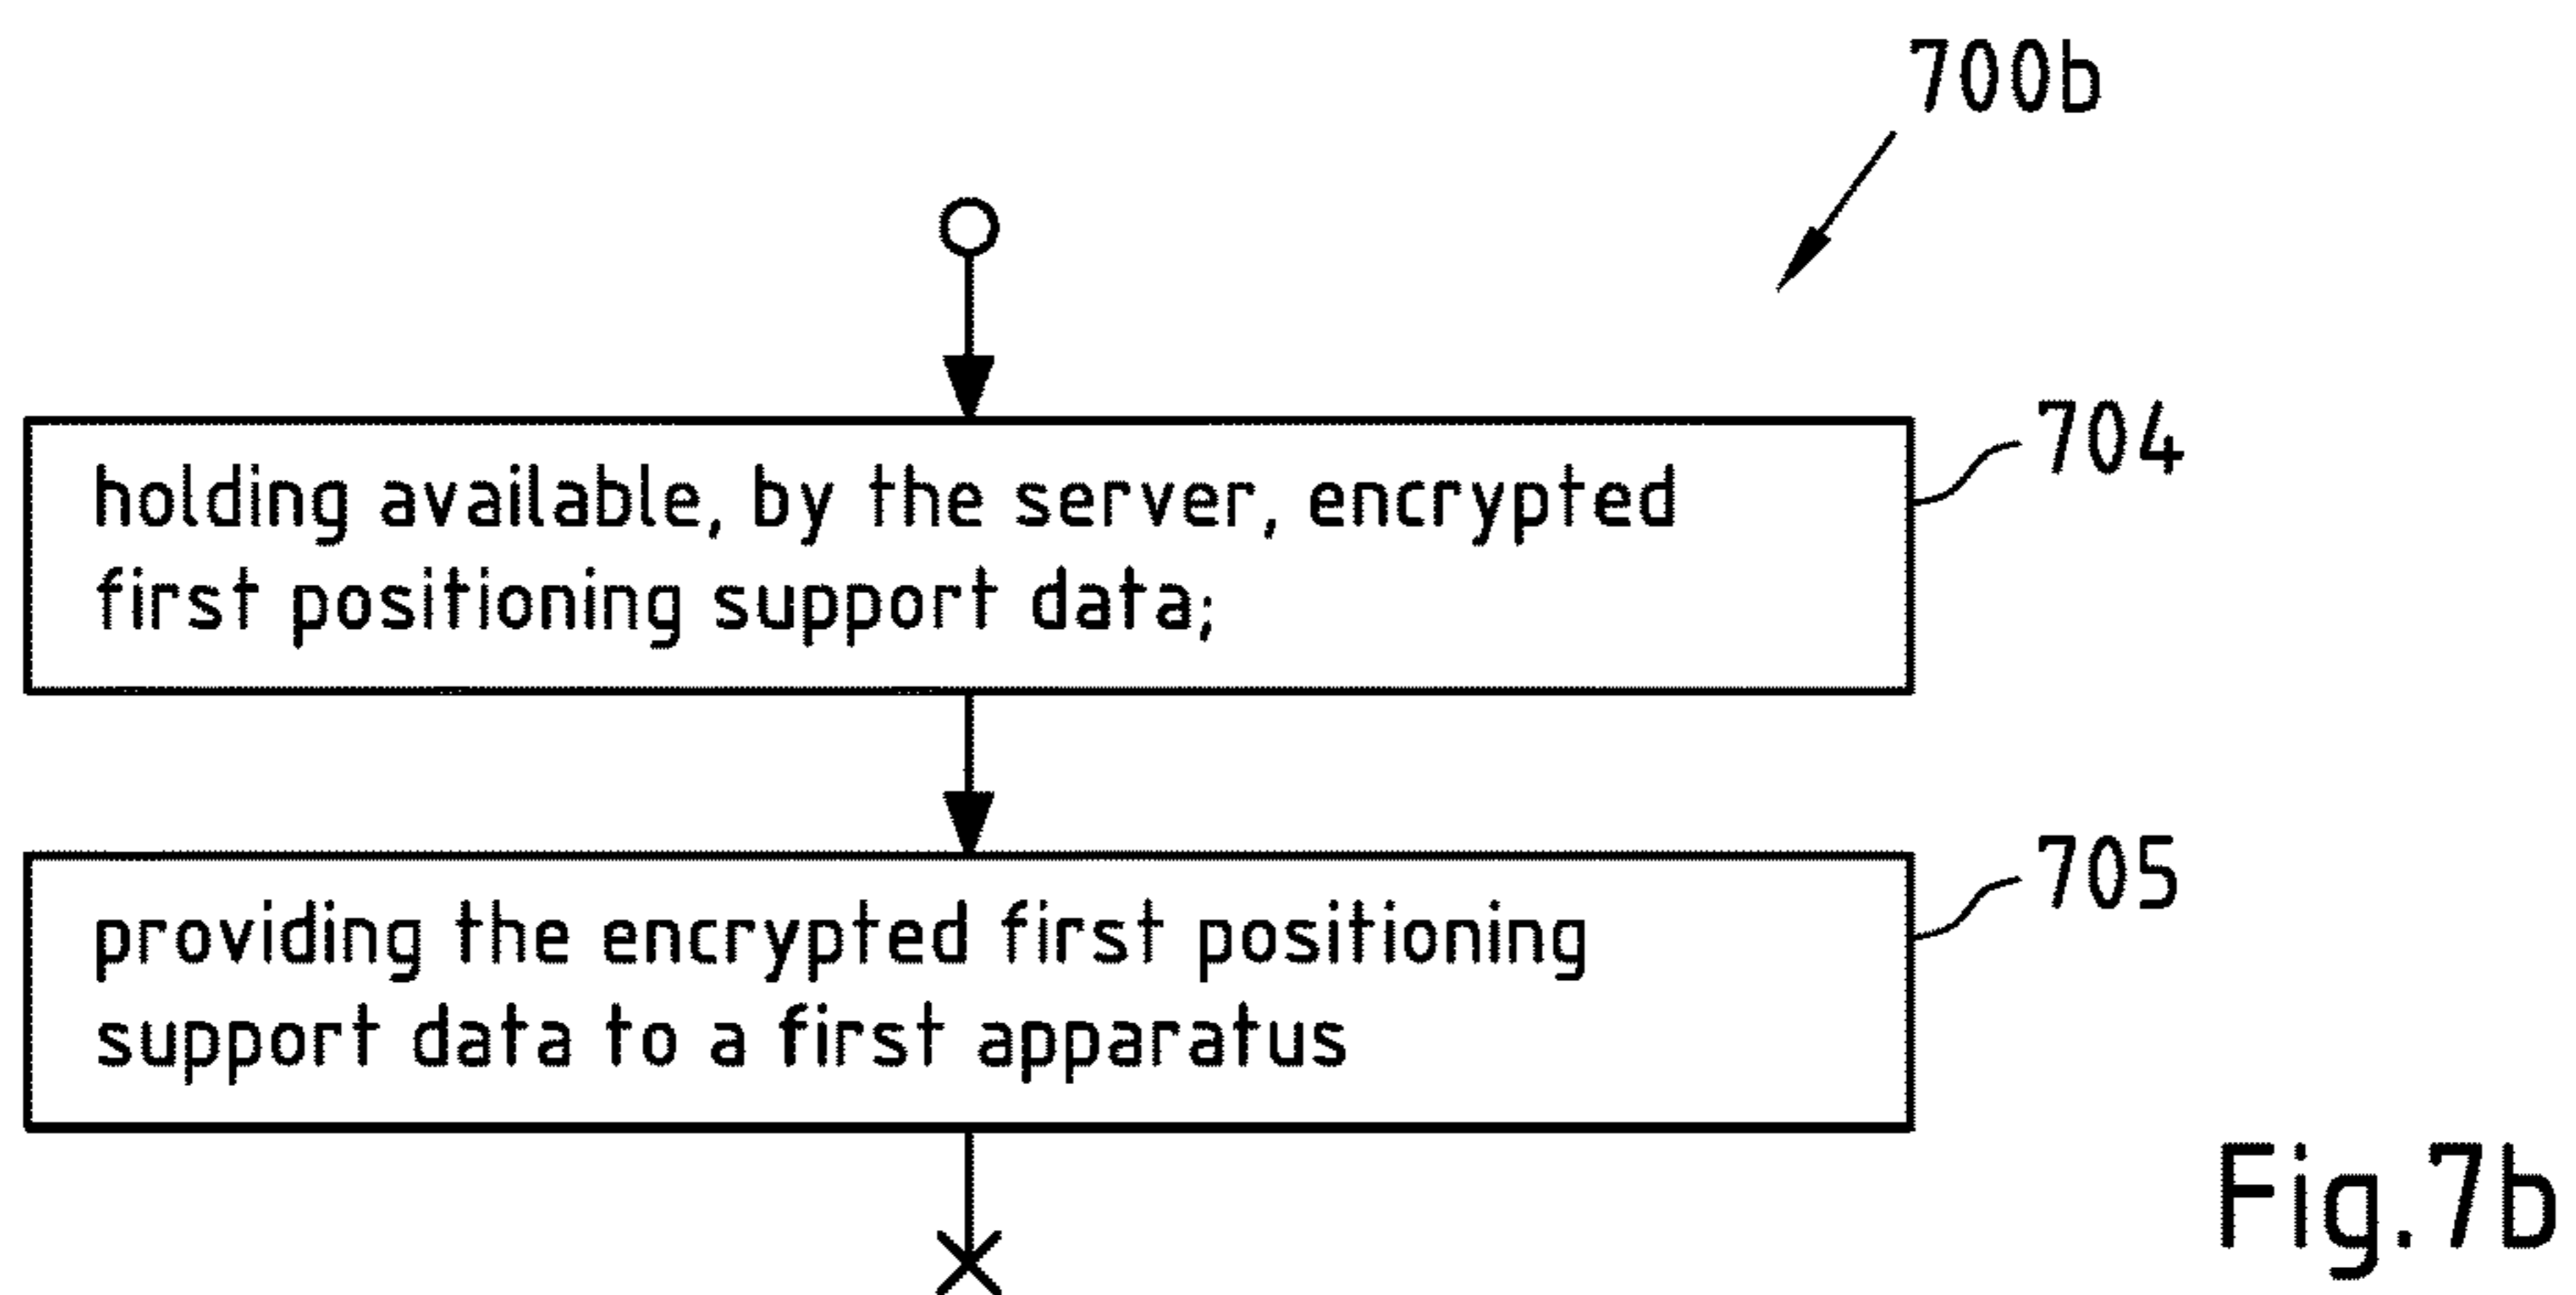 700b
704
holding available, by the server, encrypted
first positioning support data;
705
providing the encrypted first positioning
support data to a first apparatus
Fig.7b